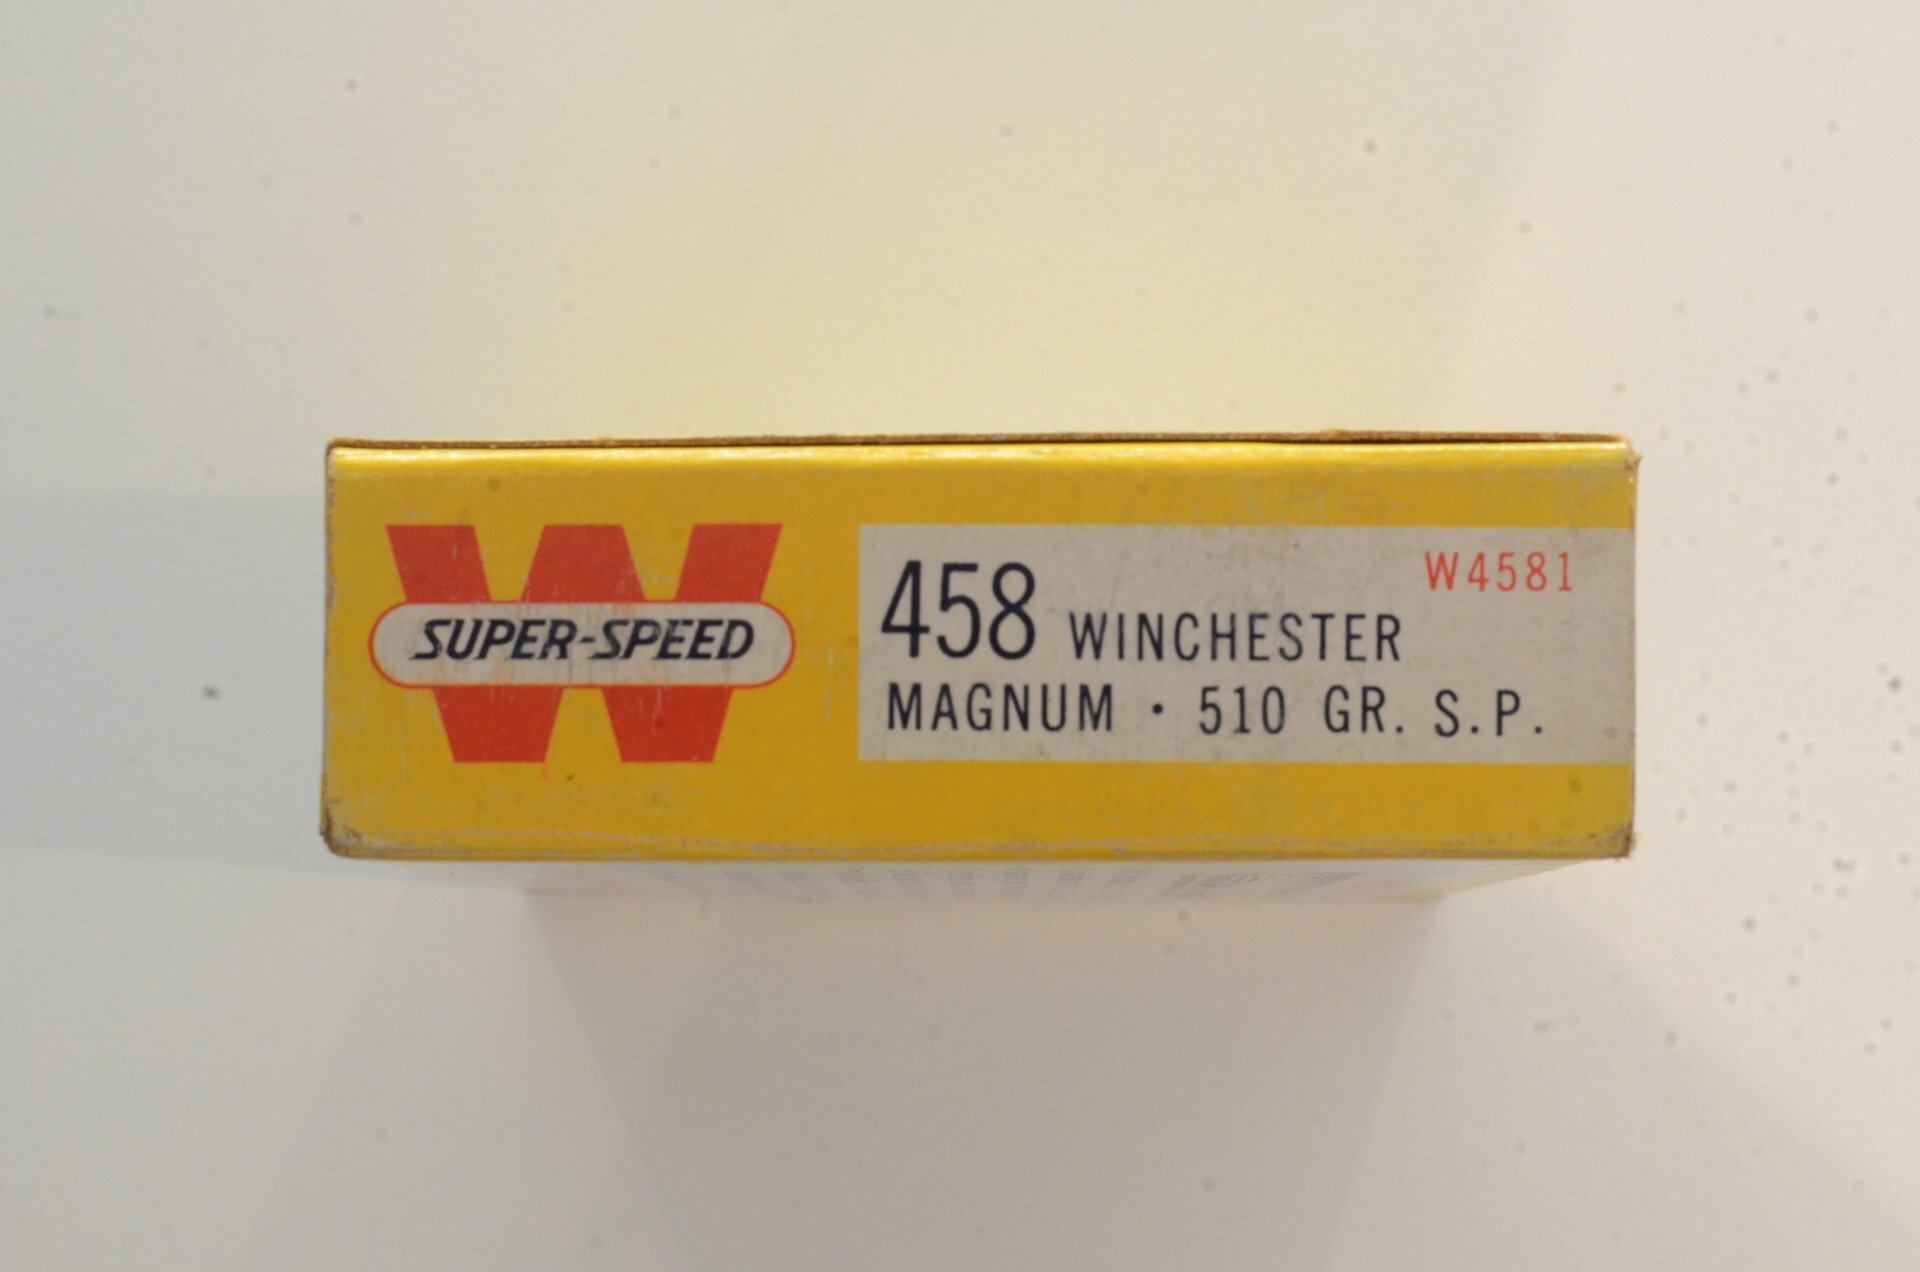 W
SUPER-SPEED
W4581
458 WINCHESTER
MAGNUM · 510 GR. S.P.